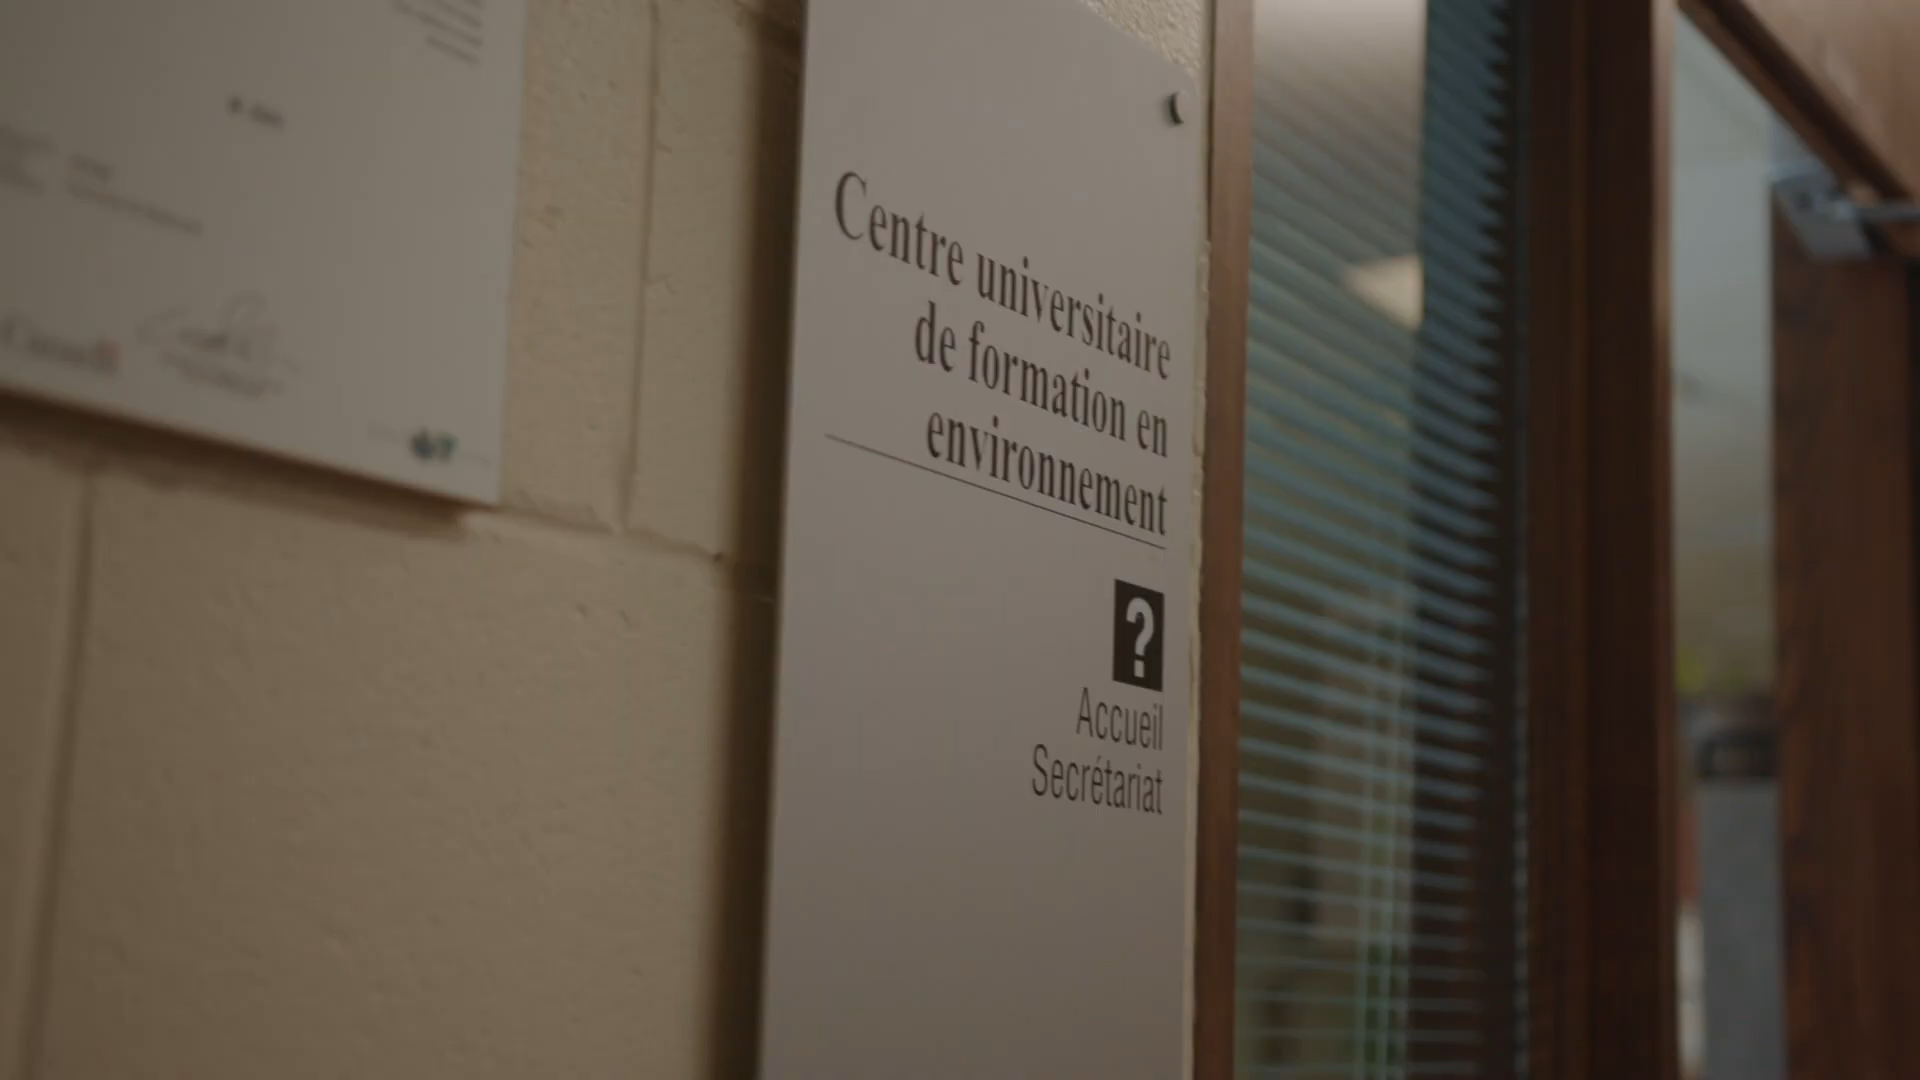 Centre universitaire
de formation en
environnement
?
Accueil
Secrétariat